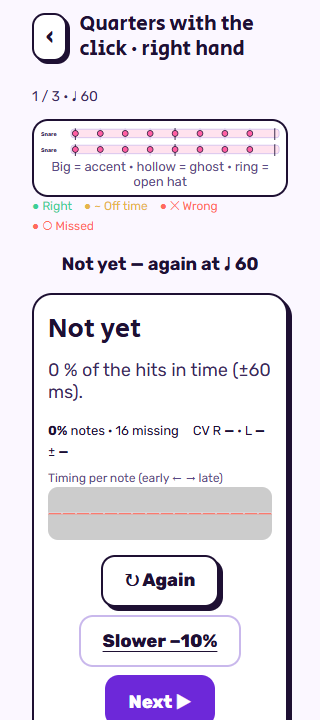 ‹ Quarters with the
click · right hand
1 / 3 · ♩ 60
Snare
Snare
Big = accent · hollow = ghost · ring =
open hat
● Right ● ~ Off time ● ✕ Wrong
● ○ Missed
Not yet — again at ♩ 60
Not yet
0 % of the hits in time (±60
ms).
0% notes · 16 missing CV R — · L —
± —
Timing per note (early ← → late)
↻ Again
Slower −10%
Next ▶